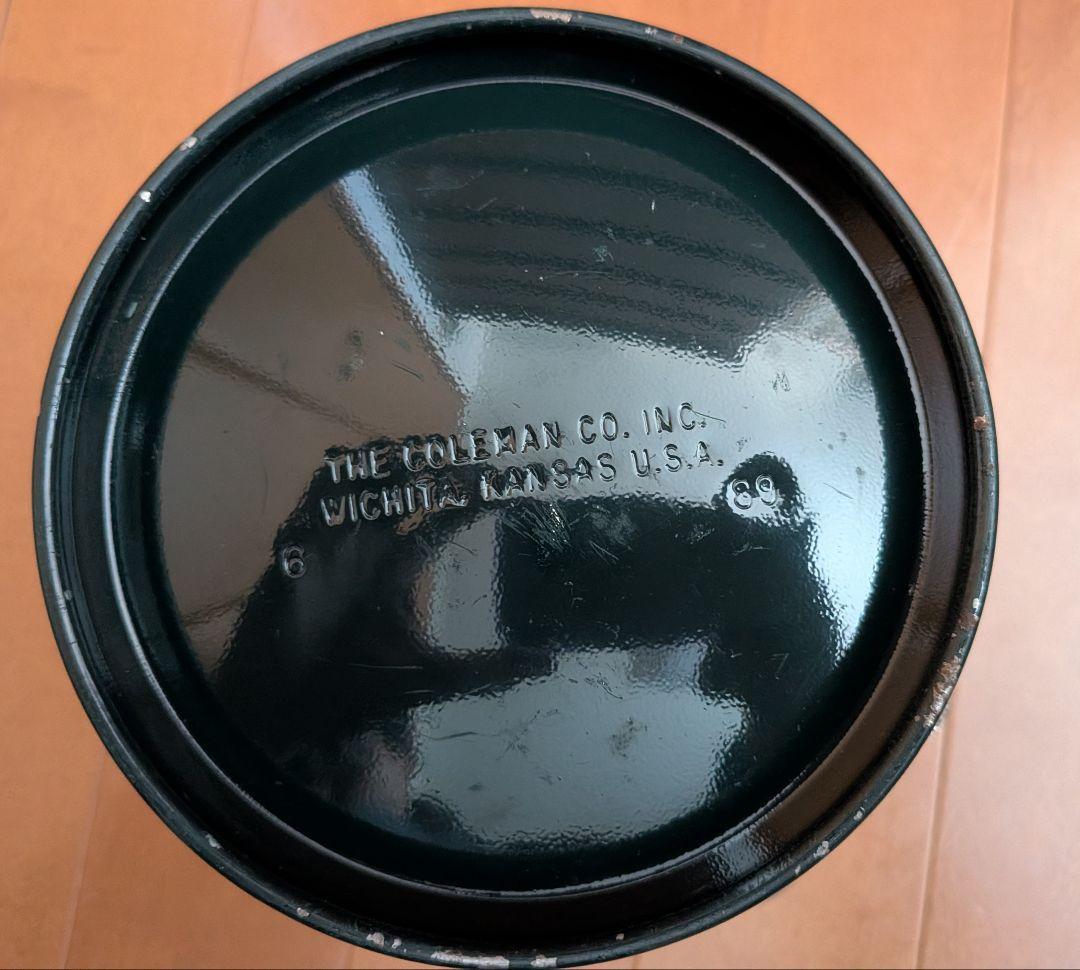 THE COLEMAN CO. INC.
WICHITA, KANSAS U.S.A.
6 89